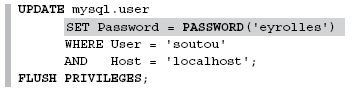 UPDATE mysql.user
SET Password = PASSWORD('eyrolles')
WHERE User = 'soutou'
AND Host = 'localhost';
FLUSH PRIVILEGES;